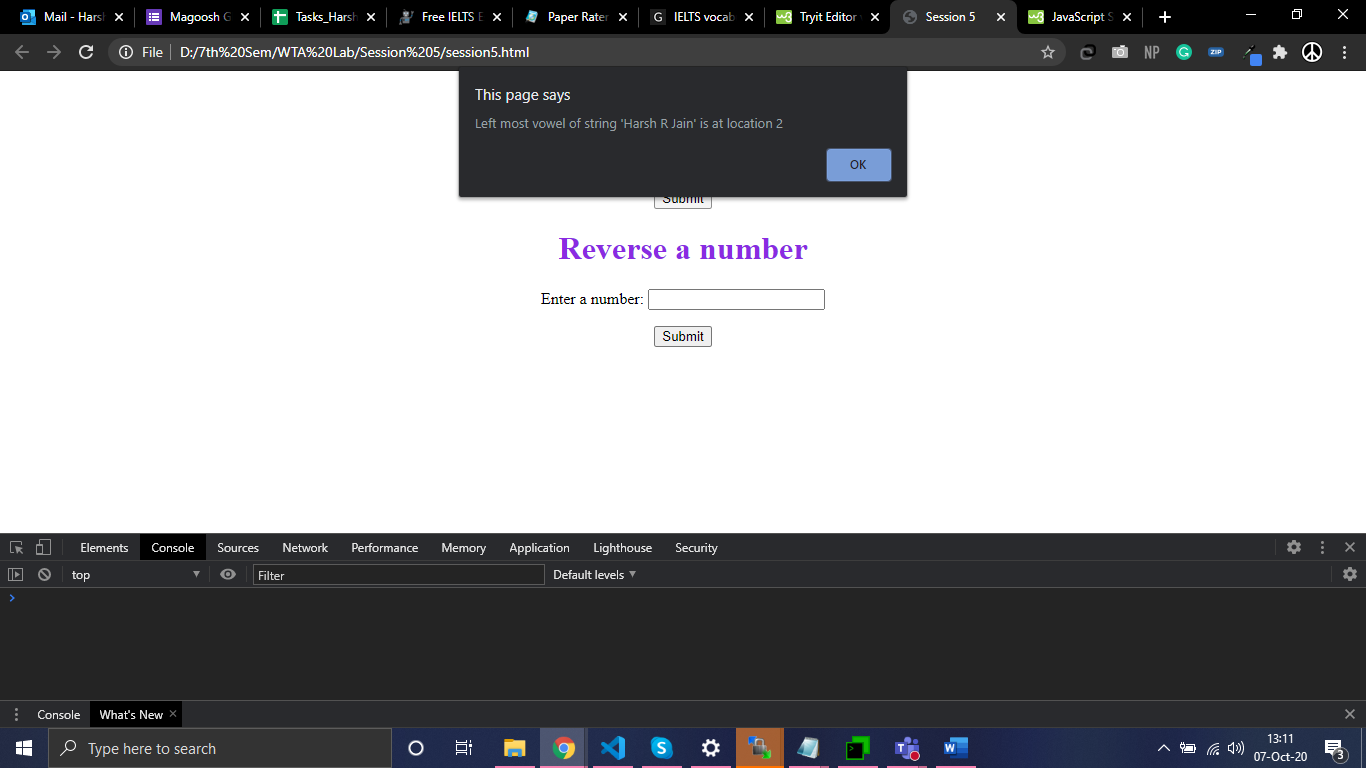 Mail - Harsh
Magoosh G
Tasks_Harsh
Free IELTS E
Paper Rater
IELTS vocab
Tryit Editor
Session 5
JavaScript S
File
D:/7th%20Sem/WTA%20Lab/Session%205/session5.html
NP
ZIP
This page says
Left most vowel of string 'Harsh R Jain' is at location 2
OK
Submit
Reverse a number
Enter a number:
Submit
Elements Console Sources Network Performance Memory Application Lighthouse Security
top Filter Default levels
Console What's New
Type here to search
13:11
07-Oct-20
3